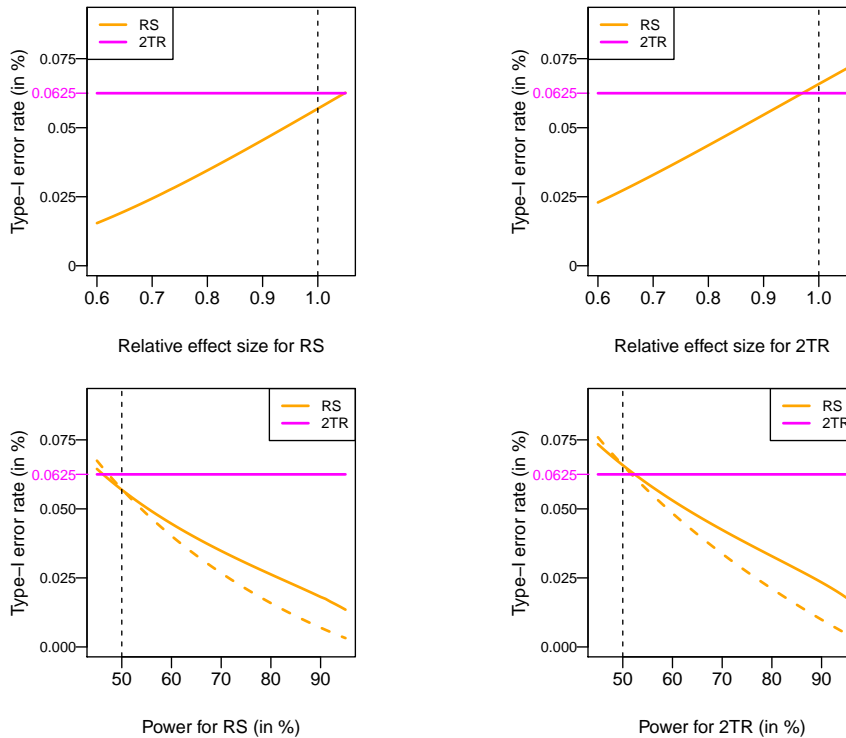 RS
2TR
Type−I error rate (in %)
0.075
0.0625
0.05
0.025
0
0.6 0.7 0.8 0.9 1.0
Relative effect size for RS
RS
2TR
Type−I error rate (in %)
0.075
0.0625
0.05
0.025
0
0.6 0.7 0.8 0.9 1.0
Relative effect size for 2TR
RS
2TR
Type−I error rate (in %)
0.075
0.0625
0.050
0.025
0.000
50 60 70 80 90
Power for RS (in %)
RS
2TR
Type−I error rate (in %)
0.075
0.0625
0.050
0.025
0.000
50 60 70 80 90
Power for 2TR (in %)